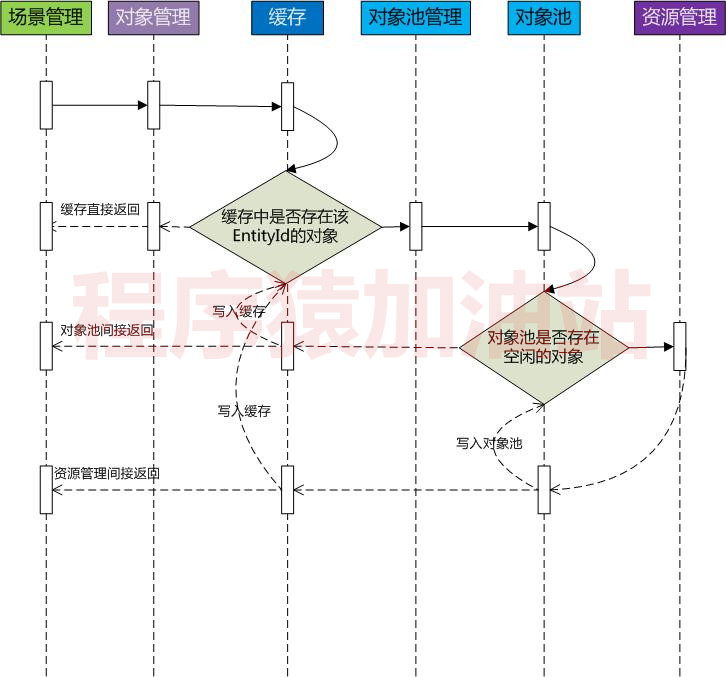 场景管理
对象管理
缓存
对象池管理
对象池
资源管理
缓存直接返回
缓存中是否存在该
EntityId的对象
程序猿加油站
写入缓存
对象池间接返回
对象池是否存在
空闲的对象
写入缓存
写入对象池
资源管理间接返回